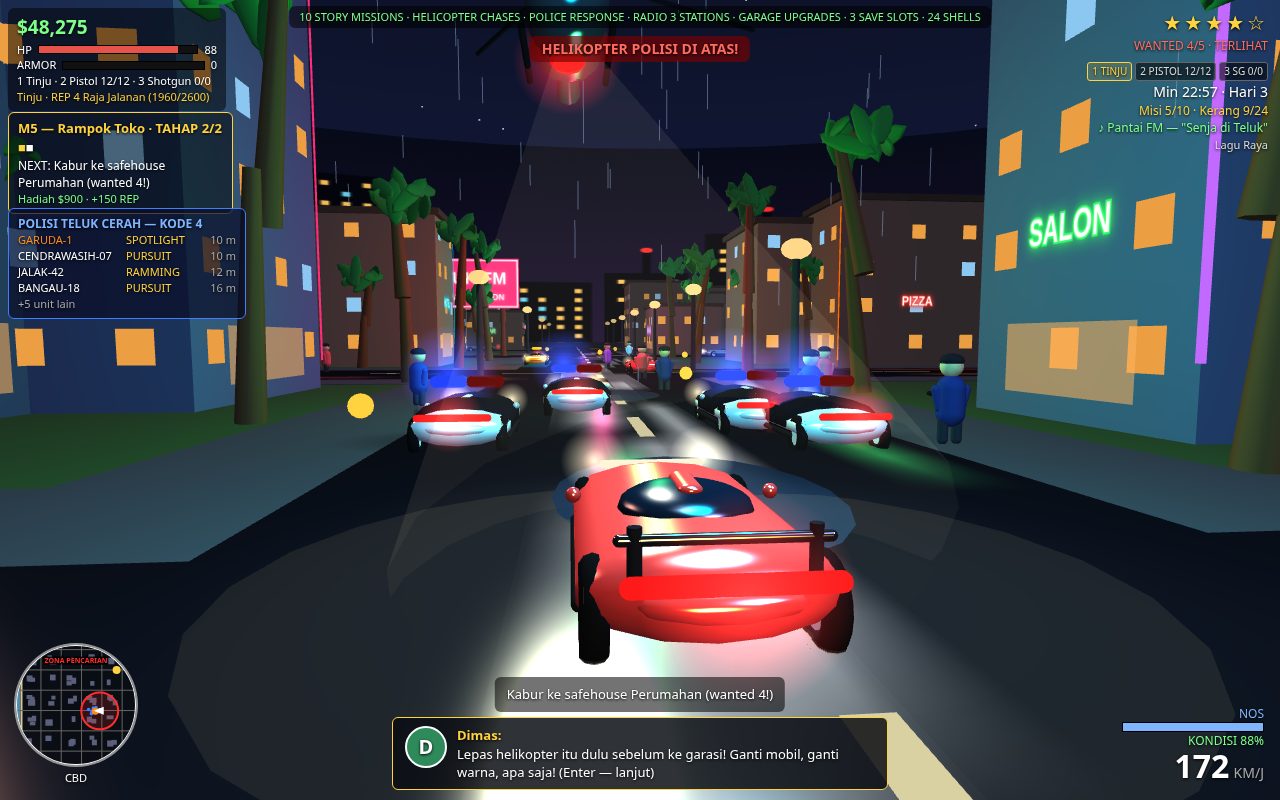 10 STORY MISSIONS · HELICOPTER CHASES · POLICE RESPONSE · RADIO 3 STATIONS · GARAGE UPGRADES · 3 SAVE SLOTS · 24 SHELLS
HELIKOPTER POLISI DI ATAS!
$48,275
HP 88
ARMOR 0
1 Tinju · 2 Pistol 12/12 · 3 Shotgun 0/0
Tinju · REP 4 Raja Jalanan (1960/2600)
M5 — Rampok Toko · TAHAP 2/2
NEXT: Kabur ke safehouse
Perumahan (wanted 4!)
Hadiah $900 · +150 REP
POLISI TELUK CERAH — KODE 4
GARUDA-1 SPOTLIGHT 10 m
CENDRAWASIH-07 PURSUIT 10 m
JALAK-42 RAMMING 12 m
BANGAU-18 PURSUIT 16 m
+5 unit lain
★★★★☆
WANTED 4/5 · TERLIHAT
1 TINJU 2 PISTOL 12/12 3 SG 0/0
Min 22:57 · Hari 3
Misi 5/10 · Kerang 9/24
♪ Pantai FM — "Senja di Teluk"
Lagu Raya
SALON
PIZZA
FM
ON
ZONA PENCARIAN
CBD
Kabur ke safehouse Perumahan (wanted 4!)
D
Dimas:
Lepas helikopter itu dulu sebelum ke garasi! Ganti mobil, ganti
warna, apa saja! (Enter — lanjut)
NOS
KONDISI 88%
172 KM/J